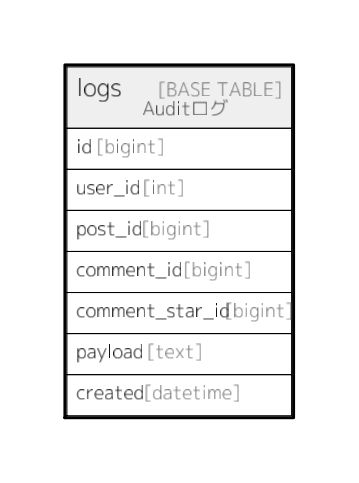 logs [BASE TABLE]
Auditログ
id [bigint]
user_id [int]
post_id [bigint]
comment_id [bigint]
comment_star_id [bigint]
payload [text]
created [datetime]